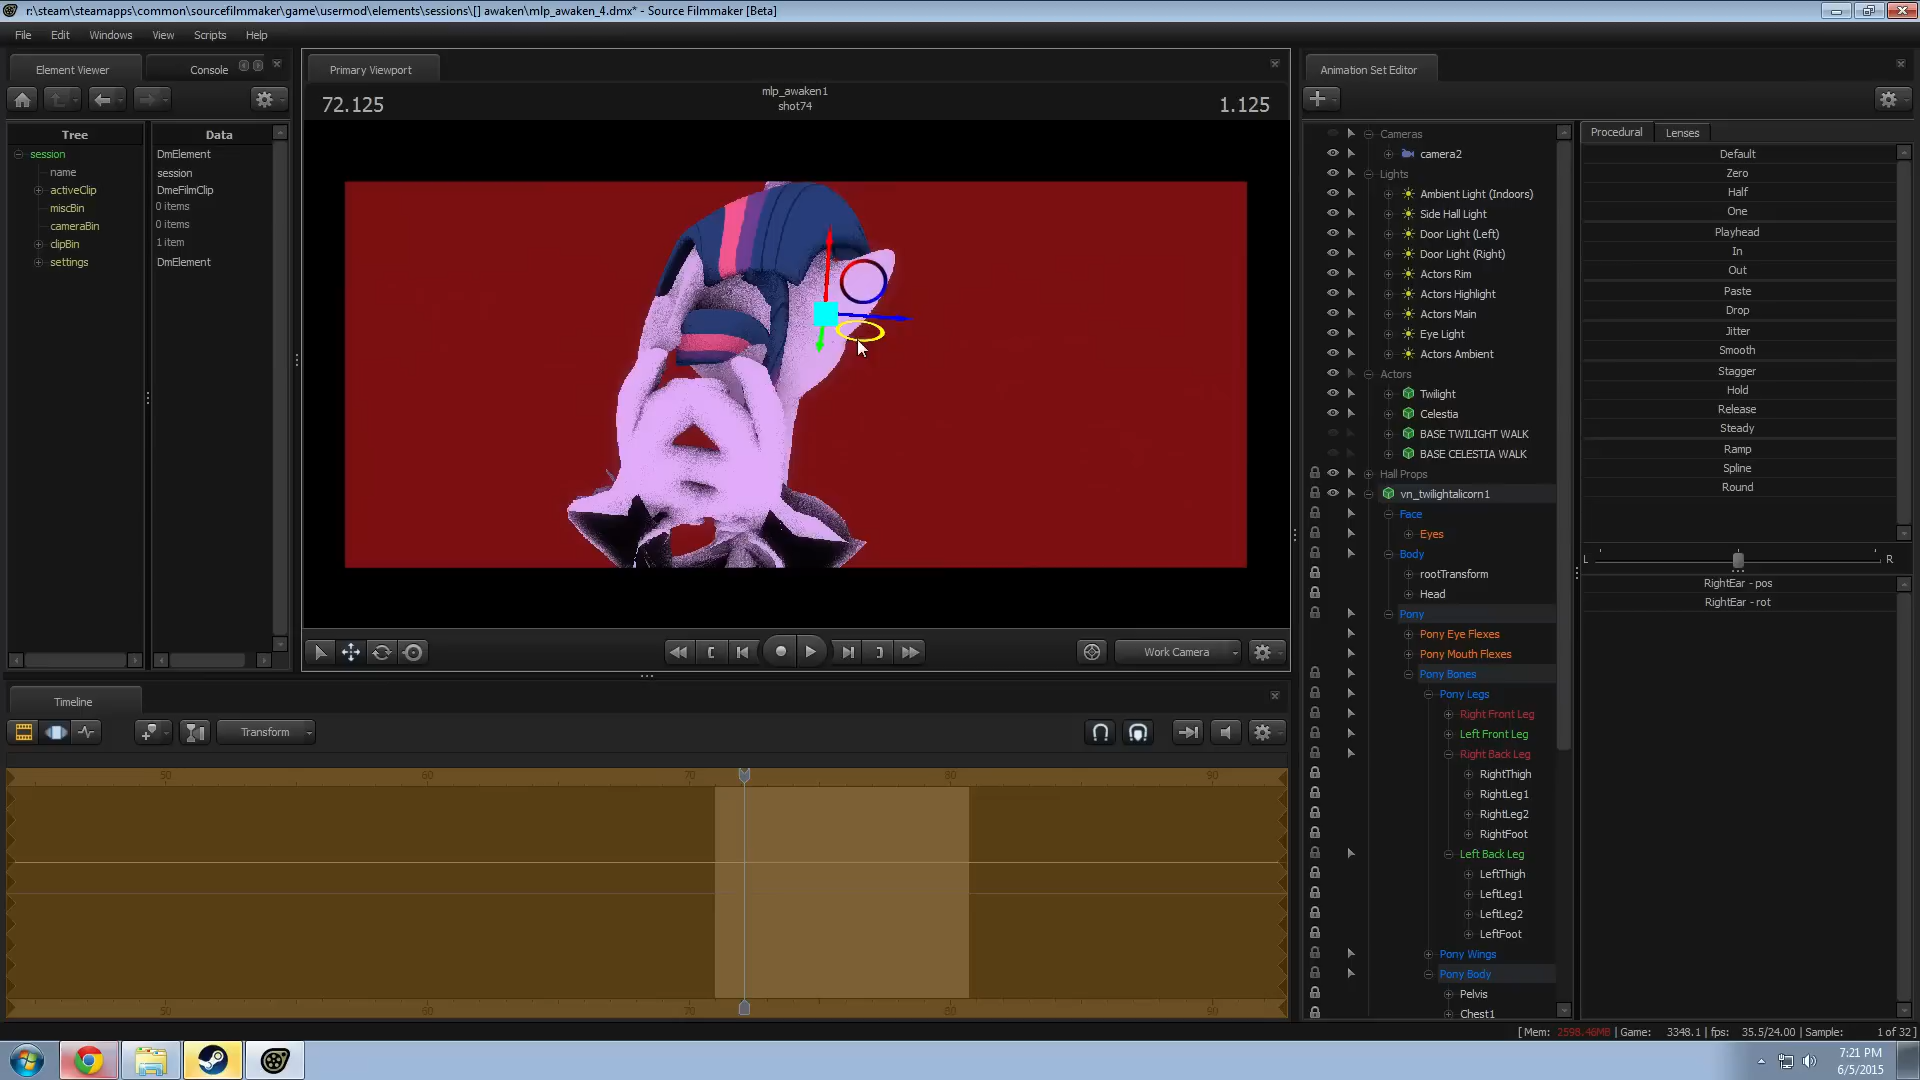 r:\steam\steamapps\common\sourcefilmmaker\game\usermod\elements\sessions\[] awaken\mlp_awaken_4.dmx* - Source Filmmaker [Beta]
File Edit Windows View Scripts Help
Element Viewer Console
Tree Data
session DmElement
name session
activeClip DmeFilmClip
miscBin 0 items
cameraBin 0 items
clipBin 1 item
settings DmElement
Primary Viewport
72.125
mlp_awaken1
shot74
1.125
Work Camera
Timeline
Transform
50 60 70 80 90
50 60 70 80 90
Animation Set Editor
Cameras
camera2
Lights
Ambient Light (Indoors)
Side Hall Light
Door Light (Left)
Door Light (Right)
Actors Rim
Actors Highlight
Actors Main
Eye Light
Actors Ambient
Actors
Twilight
Celestia
BASE TWILIGHT WALK
BASE CELESTIA WALK
Hall Props
vn_twilightalicorn1
Face
Eyes
Body
rootTransform
Head
Pony
Pony Eye Flexes
Pony Mouth Flexes
Pony Bones
Pony Legs
Right Front Leg
Left Front Leg
Right Back Leg
RightThigh
RightLeg1
RightLeg2
RightFoot
Left Back Leg
LeftThigh
LeftLeg1
LeftLeg2
LeftFoot
Pony Wings
Pony Body
Pelvis
Chest1
Procedural Lenses
Default
Zero
Half
One
Playhead
In
Out
Paste
Drop
Jitter
Smooth
Stagger
Hold
Release
Steady
Ramp
Spline
Round
L R
RightEar - pos
RightEar - rot
[ Mem: 2598.46MB | Game: 3348.1 | fps: 35.5/24.00 | Sample: 1 of 32 ]
7:21 PM
6/5/2015